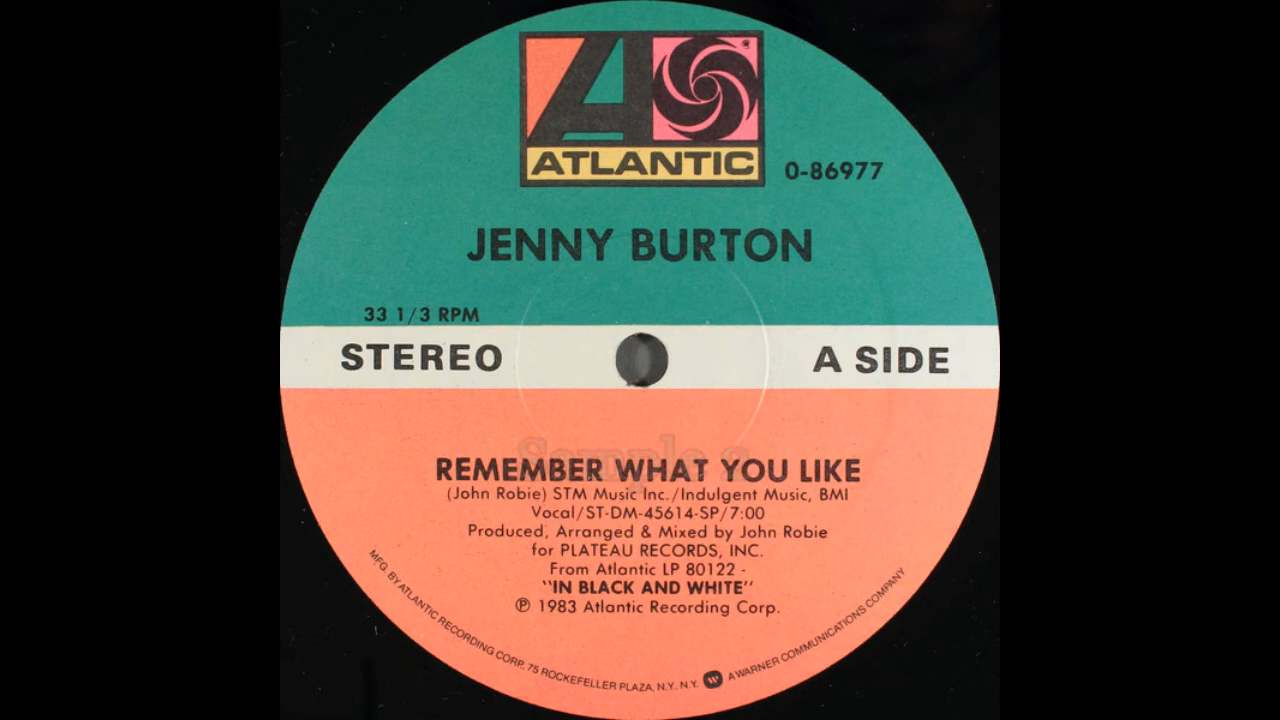 ATLANTIC
0-86977
JENNY BURTON
33 1/3 RPM
STEREO
A SIDE
Sample 2
REMEMBER WHAT YOU LIKE
(John Robie) STM Music Inc./Indulgent Music, BMI
Vocal/ST-DM-45614-SP/7:00
Produced, Arranged & Mixed by John Robie
for PLATEAU RECORDS, INC.
From Atlantic LP 80122 -
"IN BLACK AND WHITE"
℗ 1983 Atlantic Recording Corp.
MFG. BY ATLANTIC RECORDING CORP., 75 ROCKEFELLER PLAZA, N.Y., N.Y. W A WARNER COMMUNICATIONS COMPANY